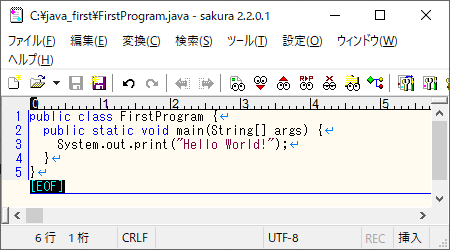 C:¥java_first¥FirstProgram.java - sakura 2.2.0.1
ファイル(F) 編集(E) 変換(C) 検索(S) ツール(T) 設定(O) ウィンドウ(W)
ヘルプ(H)
0 1 2 3 4 5
1 public class FirstProgram {↵
2 public static void main(String[] args) {↵
3 System.out.print("Hello World!");↵
4 }↵
5 }↵
[EOF]
6 行 1 桁 CRLF UTF-8 REC 挿入